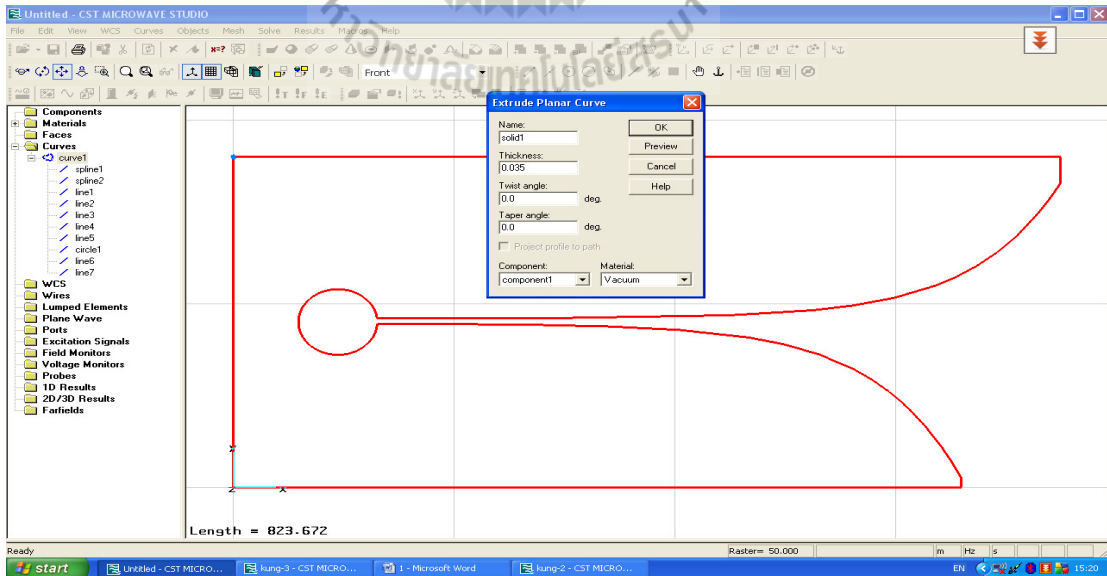 Untitled - CST MICROWAVE STUDIO
File Edit View WCS Curves Objects Mesh Solve Results Macros Help
Front
Components
Materials
Faces
Curves
curve1
spline1
spline2
line1
line2
line3
line4
line5
circle1
line6
line7
WCS
Wires
Lumped Elements
Plane Wave
Ports
Excitation Signals
Field Monitors
Voltage Monitors
Probes
1D Results
2D/3D Results
Farfields
Extrude Planar Curve
Name:
solid1
OK
Preview
Thickness:
0.035
Cancel
Twist angle:
0.0 deg.
Help
Taper angle:
0.0 deg.
Project profile to path
Component: Material:
component1 Vacuum
Z X
Length = 823.672
Ready Raster= 50.000 m Hz s
start Untitled - CST MICRO... kung-3 - CST MICRO... 1 - Microsoft Word kung-2 - CST MICRO... EN 15:20